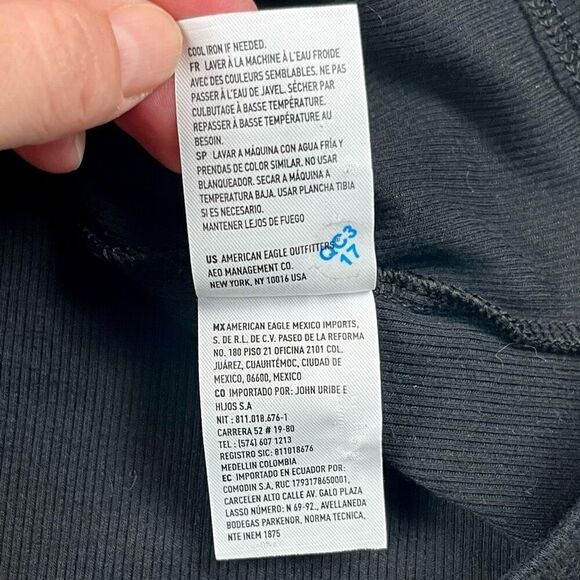 COOL IRON IF NEEDED.
FR LAVER À LA MACHINE À L'EAU FROIDE
AVEC DES COULEURS SEMBLABLES. NE PAS
PASSER À L'EAU DE JAVEL. SÉCHER PAR
CULBUTAGE À BASSE TEMPÉRATURE.
REPASSER À BASSE TEMPÉRATURE AU
BESOIN.
SP LAVAR A MÁQUINA CON AGUA FRÍA Y
PRENDAS DE COLOR SIMILAR. NO USAR
BLANQUEADOR. SECAR A MÁQUINA A
TEMPERATURA BAJA. USAR PLANCHA TIBIA
SI ES NECESARIO.
MANTENER LEJOS DE FUEGO
US AMERICAN EAGLE OUTFITTERS
AEO MANAGEMENT CO.
NEW YORK, NY 10016 USA
QC3
17
MX AMERICAN EAGLE MEXICO IMPORTS,
S. DE R.L. DE C.V. PASEO DE LA REFORMA
NO. 180 PISO 21 OFICINA 2101 COL.
JUÁREZ, CUAUHTÉMOC, CIUDAD DE
MEXICO, 06600, MEXICO
CO IMPORTADO POR: JOHN URIBE E
HIJOS S.A
NIT : 811.018.676-1
CARRERA 52 # 19-80
TEL : (574) 607 1213
REGISTRO SIC: 811018676
MEDELLIN COLOMBIA
EC IMPORTADO EN ECUADOR POR:
COMODIN S.A, RUC 1793178650001,
CARCELEN ALTO CALLE AV. GALO PLAZA
LASSO NÚMERO: N 69-92., AVELLANEDA
BODEGAS PARKENOR, NORMA TECNICA,
NTE INEM 1875